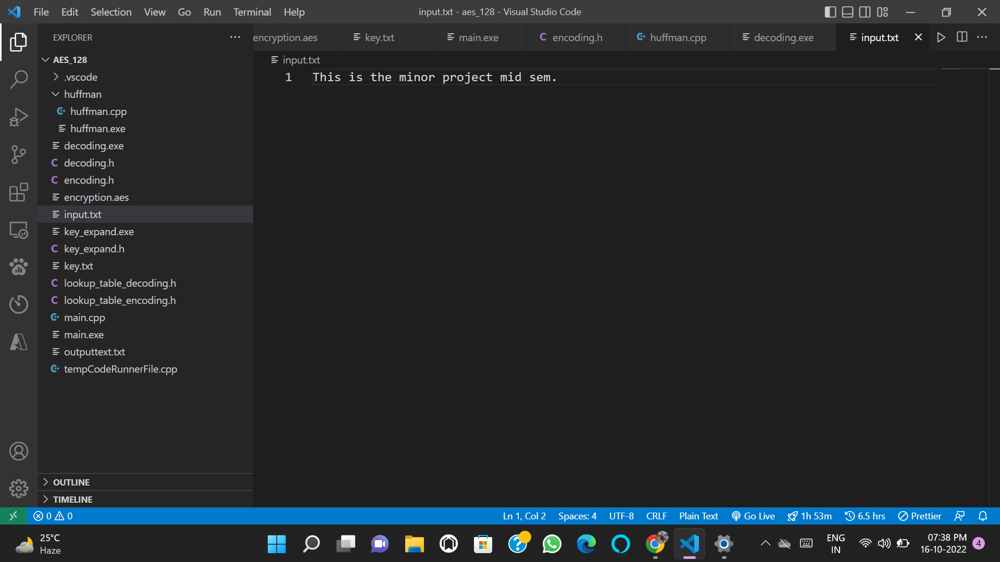 File Edit Selection View Go Run Terminal Help
input.txt - aes_128 - Visual Studio Code
EXPLORER
encryption.aes
key.txt
main.exe
encoding.h
huffman.cpp
decoding.exe
input.txt
AES_128
.vscode
huffman
huffman.cpp
huffman.exe
decoding.exe
decoding.h
encoding.h
encryption.aes
input.txt
key_expand.exe
key_expand.h
key.txt
lookup_table_decoding.h
lookup_table_encoding.h
main.cpp
main.exe
outputtext.txt
tempCodeRunnerFile.cpp
OUTLINE
TIMELINE
input.txt
1 This is the minor project mid sem.
0 0
Ln 1, Col 2 Spaces: 4 UTF-8 CRLF Plain Text Go Live 1h 53m 6.5 hrs Prettier
25°C
Haze
ENG
IN
07:38 PM
16-10-2022
4